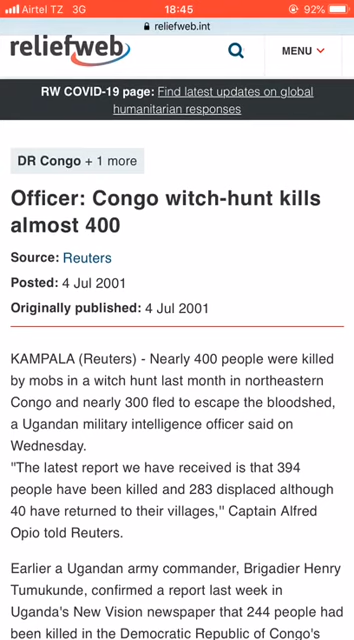 Airtel TZ 3G 18:45 92%
reliefweb.int
reliefweb MENU
RW COVID-19 page: Find latest updates on global
humanitarian responses
DR Congo + 1 more
Officer: Congo witch-hunt kills
almost 400
Source: Reuters
Posted: 4 Jul 2001
Originally published: 4 Jul 2001
KAMPALA (Reuters) - Nearly 400 people were killed
by mobs in a witch hunt last month in northeastern
Congo and nearly 300 fled to escape the bloodshed,
a Ugandan military intelligence officer said on
Wednesday.
"The latest report we have received is that 394
people have been killed and 283 displaced although
40 have returned to their villages," Captain Alfred
Opio told Reuters.
Earlier a Ugandan army commander, Brigadier Henry
Tumukunde, confirmed a report last week in
Uganda's New Vision newspaper that 244 people had
been killed in the Democratic Republic of Congo's